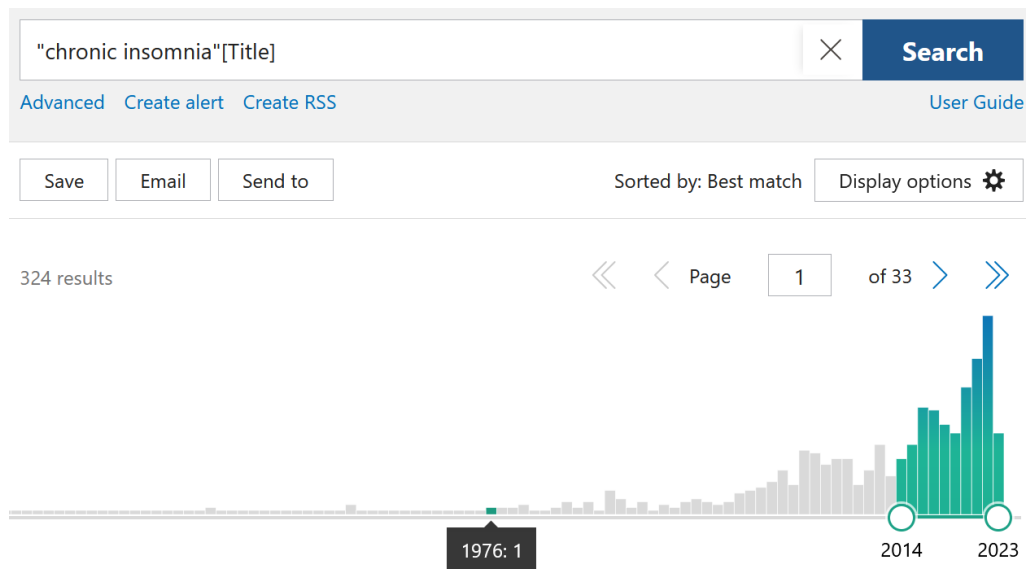 "chronic insomnia"[Title]
Search
Advanced Create alert Create RSS
User Guide
Save
Email
Send to
Sorted by: Best match
Display options
324 results
Page 1 of 33
1976: 1
2014
2023